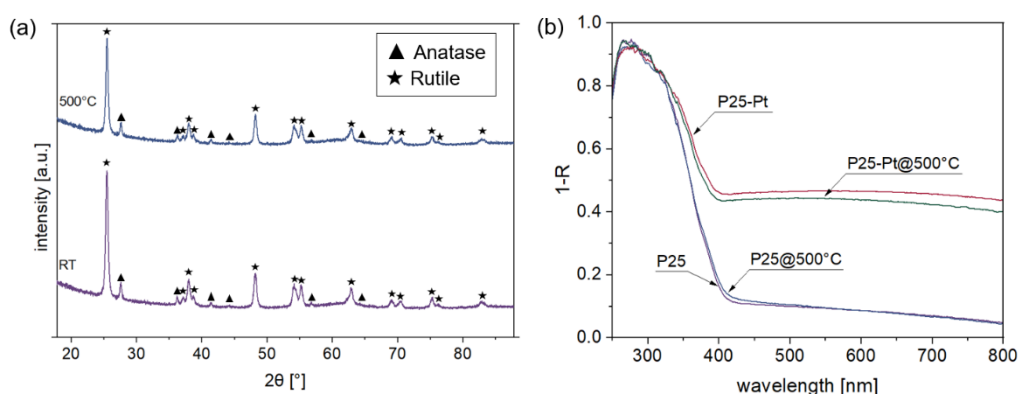 (a)
▲ Anatase
★ Rutile
500°C
RT
intensity [a.u.]
20 30 40 50 60 70 80
2θ [°]
(b)
1.0
0.8
0.6
0.4
0.2
0.0
1-R
P25-Pt
P25-Pt@500°C
P25
P25@500°C
300 400 500 600 700 800
wavelength [nm]